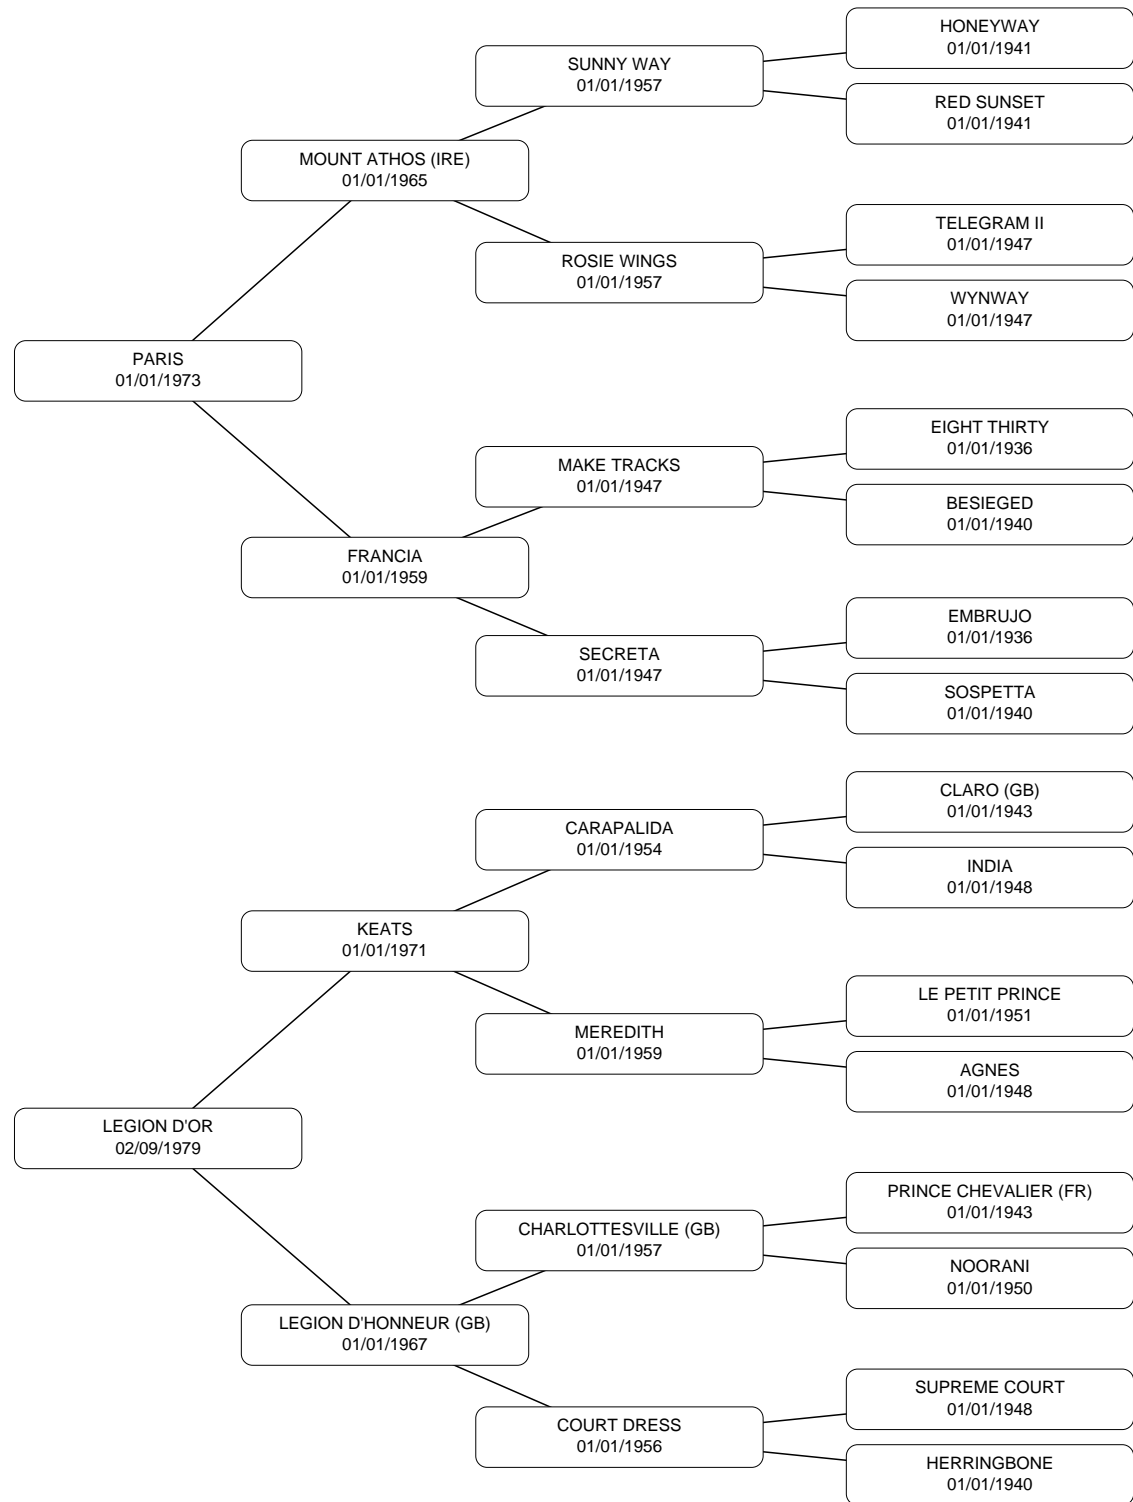 HONEYWAY
01/01/1941
SUNNY WAY
01/01/1957
RED SUNSET
01/01/1941
MOUNT ATHOS (IRE)
01/01/1965
TELEGRAM II
01/01/1947
ROSIE WINGS
01/01/1957
WYNWAY
01/01/1947
PARIS
01/01/1973
EIGHT THIRTY
01/01/1936
MAKE TRACKS
01/01/1947
BESIEGED
01/01/1940
FRANCIA
01/01/1959
EMBRUJO
01/01/1936
SECRETA
01/01/1947
SOSPETTA
01/01/1940
CLARO (GB)
01/01/1943
CARAPALIDA
01/01/1954
INDIA
01/01/1948
KEATS
01/01/1971
LE PETIT PRINCE
01/01/1951
MEREDITH
01/01/1959
AGNES
01/01/1948
LEGION D'OR
02/09/1979
PRINCE CHEVALIER (FR)
01/01/1943
CHARLOTTESVILLE (GB)
01/01/1957
NOORANI
01/01/1950
LEGION D'HONNEUR (GB)
01/01/1967
SUPREME COURT
01/01/1948
COURT DRESS
01/01/1956
HERRINGBONE
01/01/1940